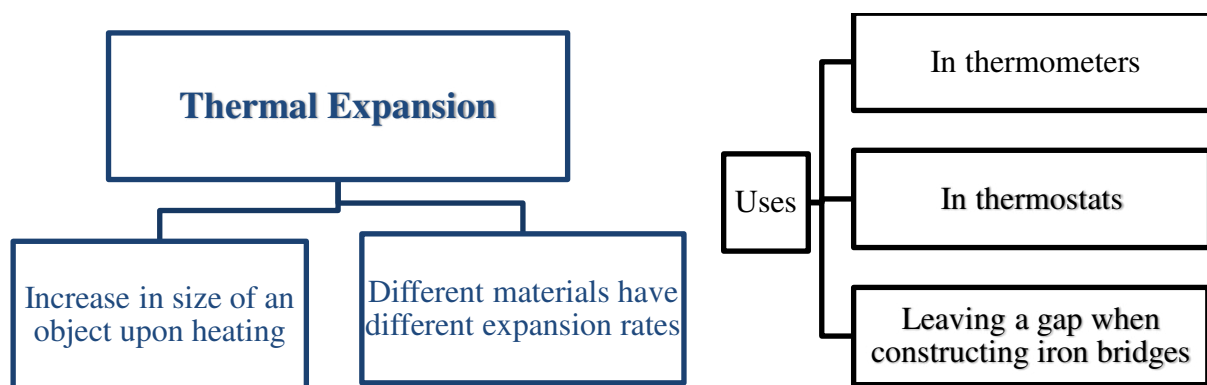 Thermal Expansion
Increase in size of an
object upon heating
Different materials have
different expansion rates
Uses
In thermometers
In thermostats
Leaving a gap when
constructing iron bridges